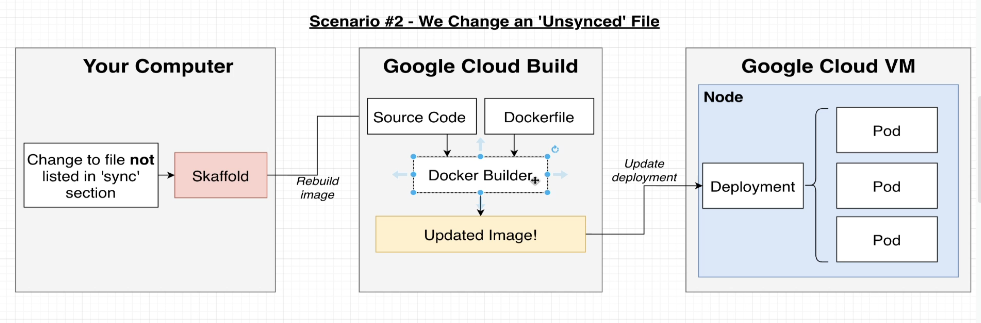 Scenario #2 - We Change an 'Unsynced' File
Your Computer
Change to file not
listed in 'sync'
section
Skaffold
Rebuild
image
Google Cloud Build
Source Code
Dockerfile
Docker Builder
Updated Image!
Update
deployment
Google Cloud VM
Node
Deployment
Pod
Pod
Pod